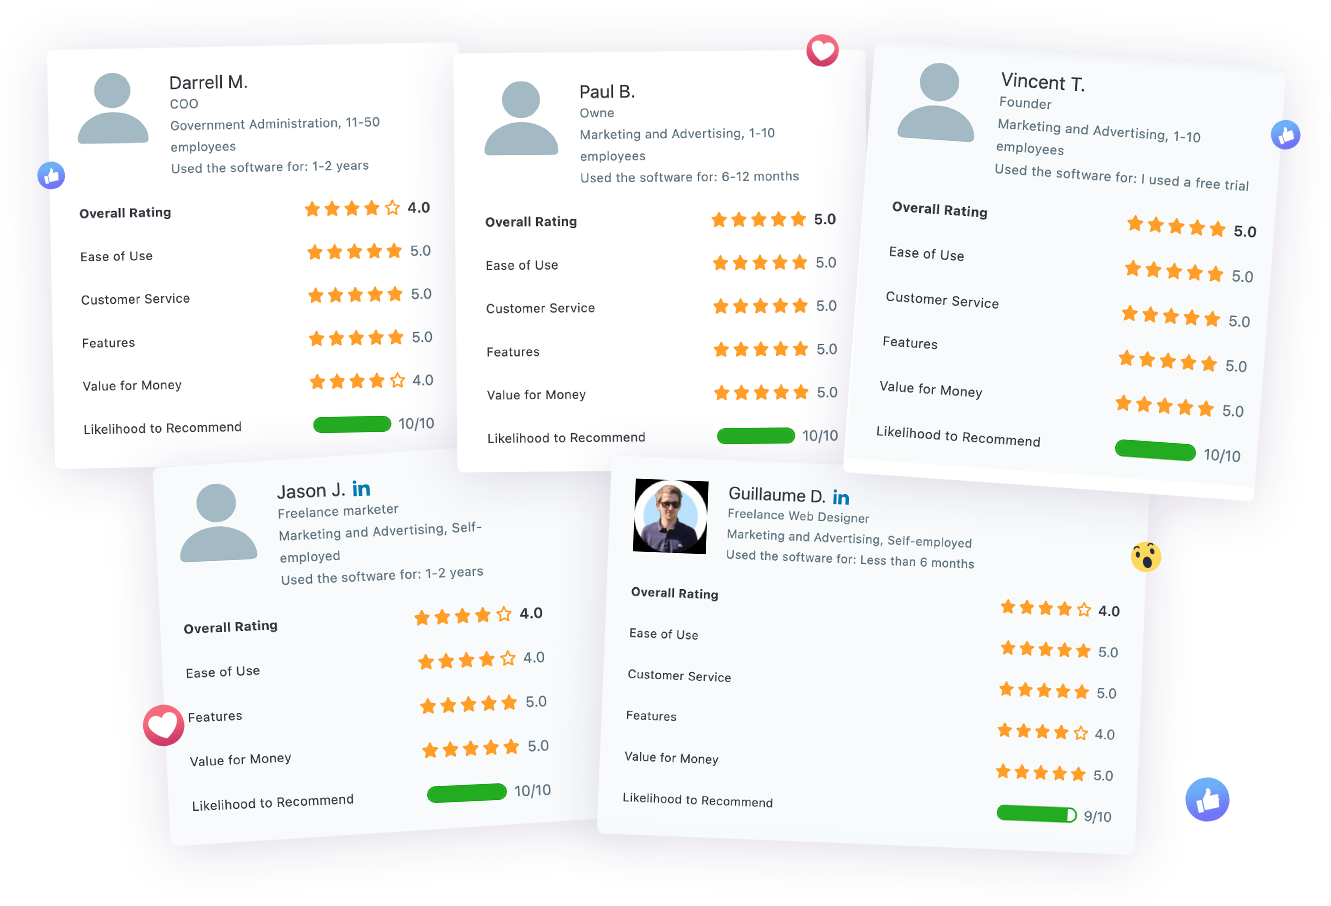 Darrell M.
COO
Government Administration, 11-50
employees
Used the software for: 1-2 years
Overall Rating 4.0
Ease of Use 5.0
Customer Service 5.0
Features 5.0
Value for Money 4.0
Likelihood to Recommend 10/10
Paul B.
Owne
Marketing and Advertising, 1-10
employees
Used the software for: 6-12 months
Overall Rating 5.0
Ease of Use 5.0
Customer Service 5.0
Features 5.0
Value for Money 5.0
Likelihood to Recommend 10/10
Vincent T.
Founder
Marketing and Advertising, 1-10
employees
Used the software for: I used a free trial
Overall Rating 5.0
Ease of Use 5.0
Customer Service 5.0
Features 5.0
Value for Money 5.0
Likelihood to Recommend 10/10
Jason J. in
Freelance marketer
Marketing and Advertising, Self-
employed
Used the software for: 1-2 years
Overall Rating 4.0
Ease of Use 4.0
Features 5.0
Value for Money 5.0
Likelihood to Recommend 10/10
Guillaume D. in
Freelance Web Designer
Marketing and Advertising, Self-employed
Used the software for: Less than 6 months
Overall Rating 4.0
Ease of Use 5.0
Customer Service 5.0
Features 4.0
Value for Money 5.0
Likelihood to Recommend 9/10